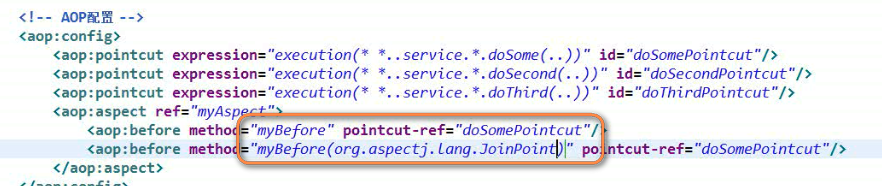 <!-- AOP配置 -->
<aop:config>
<aop:pointcut expression="execution(* *..service.*.doSome(..))" id="doSomePointcut"/>
<aop:pointcut expression="execution(* *..service.*.doSecond(..))" id="doSecondPointcut"/>
<aop:pointcut expression="execution(* *..service.*.doThird(..))" id="doThirdPointcut"/>
<aop:aspect ref="myAspect">
<aop:before method="myBefore" pointcut-ref="doSomePointcut"/>
<aop:before method="myBefore(org.aspectj.lang.JoinPoint)" pointcut-ref="doSomePointcut"/>
</aop:aspect>
</aop:config>